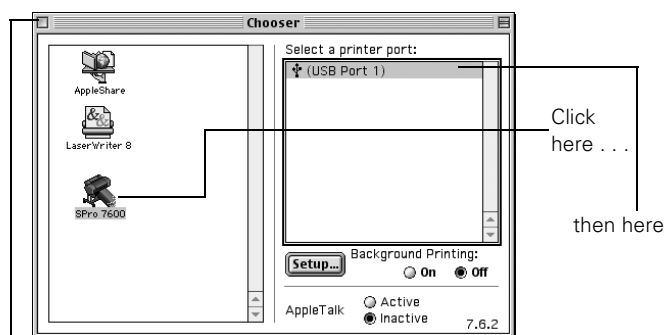 Chooser
AppleShare
LaserWriter 8
SPro 7600
Select a printer port:
(USB Port 1)
Setup...
Background Printing:
On Off
AppleTalk
Active
Inactive
7.6.2
Click
here . . .
then here